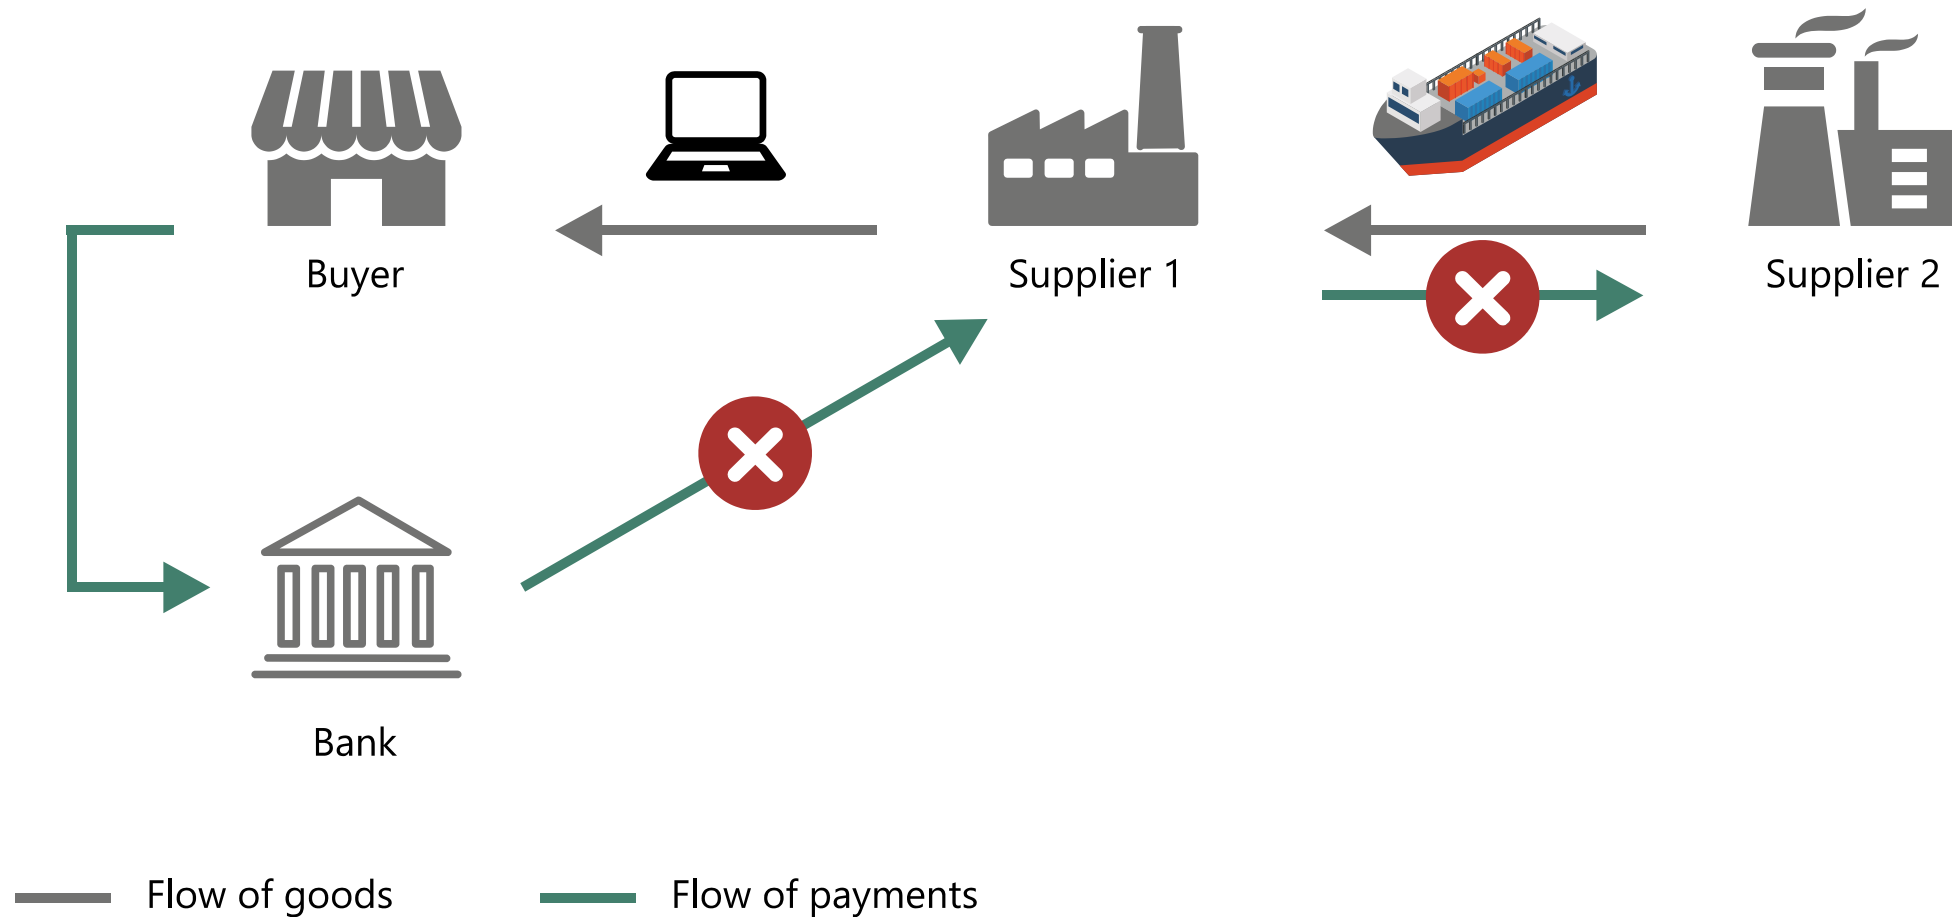 Buyer
Supplier 1
Supplier 2
Bank
Flow of goods
Flow of payments